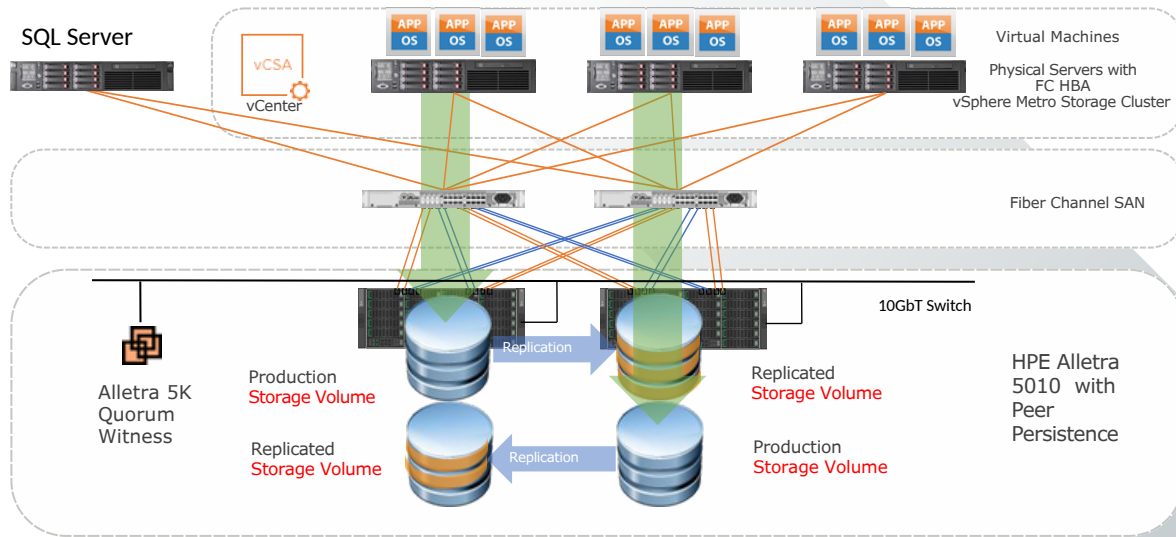 SQL Server
vCSA
vCenter
APP
OS
APP
OS
APP
OS
APP
OS
APP
OS
APP
OS
APP
OS
APP
OS
APP
OS
Virtual Machines
Physical Servers with
FC HBA
vSphere Metro Storage Cluster
Fiber Channel SAN
10GbT Switch
Alletra 5K
Quorum
Witness
Production
Storage Volume
Replication
Replicated
Storage Volume
Replicated
Storage Volume
Replication
Production
Storage Volume
HPE Alletra
5010 with
Peer
Persistence